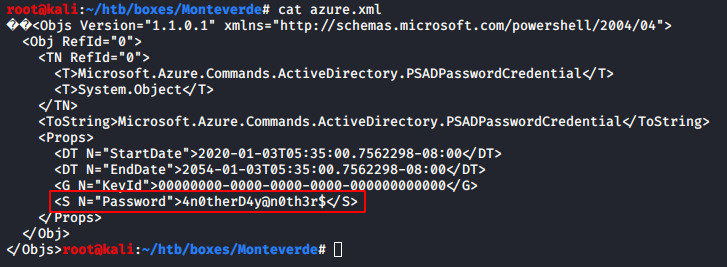 root@kali:~/htb/boxes/Monteverde# cat azure.xml
��<Objs Version="1.1.0.1" xmlns="http://schemas.microsoft.com/powershell/2004/04">
<Obj RefId="0">
<TN RefId="0">
<T>Microsoft.Azure.Commands.ActiveDirectory.PSADPasswordCredential</T>
<T>System.Object</T>
</TN>
<ToString>Microsoft.Azure.Commands.ActiveDirectory.PSADPasswordCredential</ToString>
<Props>
<DT N="StartDate">2020-01-03T05:35:00.7562298-08:00</DT>
<DT N="EndDate">2054-01-03T05:35:00.7562298-08:00</DT>
<G N="KeyId">00000000-0000-0000-0000-000000000000</G>
<S N="Password">4n0therD4y@n0th3r$</S>
</Props>
</Obj>
</Objs>root@kali:~/htb/boxes/Monteverde#